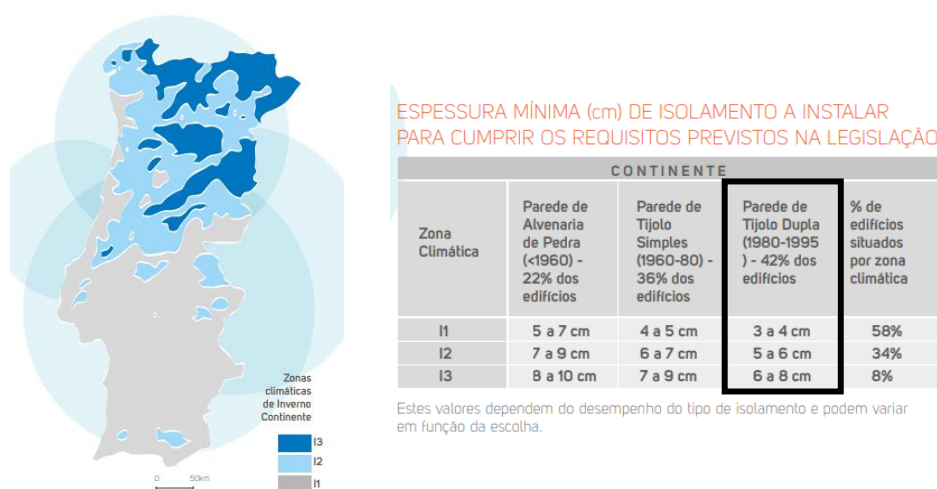 ESPESSURA MÍNIMA (cm) DE ISOLAMENTO A INSTALAR
PARA CUMPRIR OS REQUISITOS PREVISTOS NA LEGISLAÇÃO
CONTINENTE
Zona
Climática
Parede de
Alvenaria
de Pedra
(<1960) -
22% dos
edifícios
Parede de
Tijolo
Simples
(1960-80) -
36% dos
edifícios
Parede de
Tijolo Dupla
(1980-1995
) - 42% dos
edifícios
% de
edifícios
situados
por zona
climática
I1 5 a 7 cm 4 a 5 cm 3 a 4 cm 58%
I2 7 a 9 cm 6 a 7 cm 5 a 6 cm 34%
I3 8 a 10 cm 7 a 9 cm 6 a 8 cm 8%
Estes valores dependem do desempenho do tipo de isolamento e podem variar
em função da escolha.
Zonas
climáticas
de Inverno
Continente
I3
I2
I1
0 50km